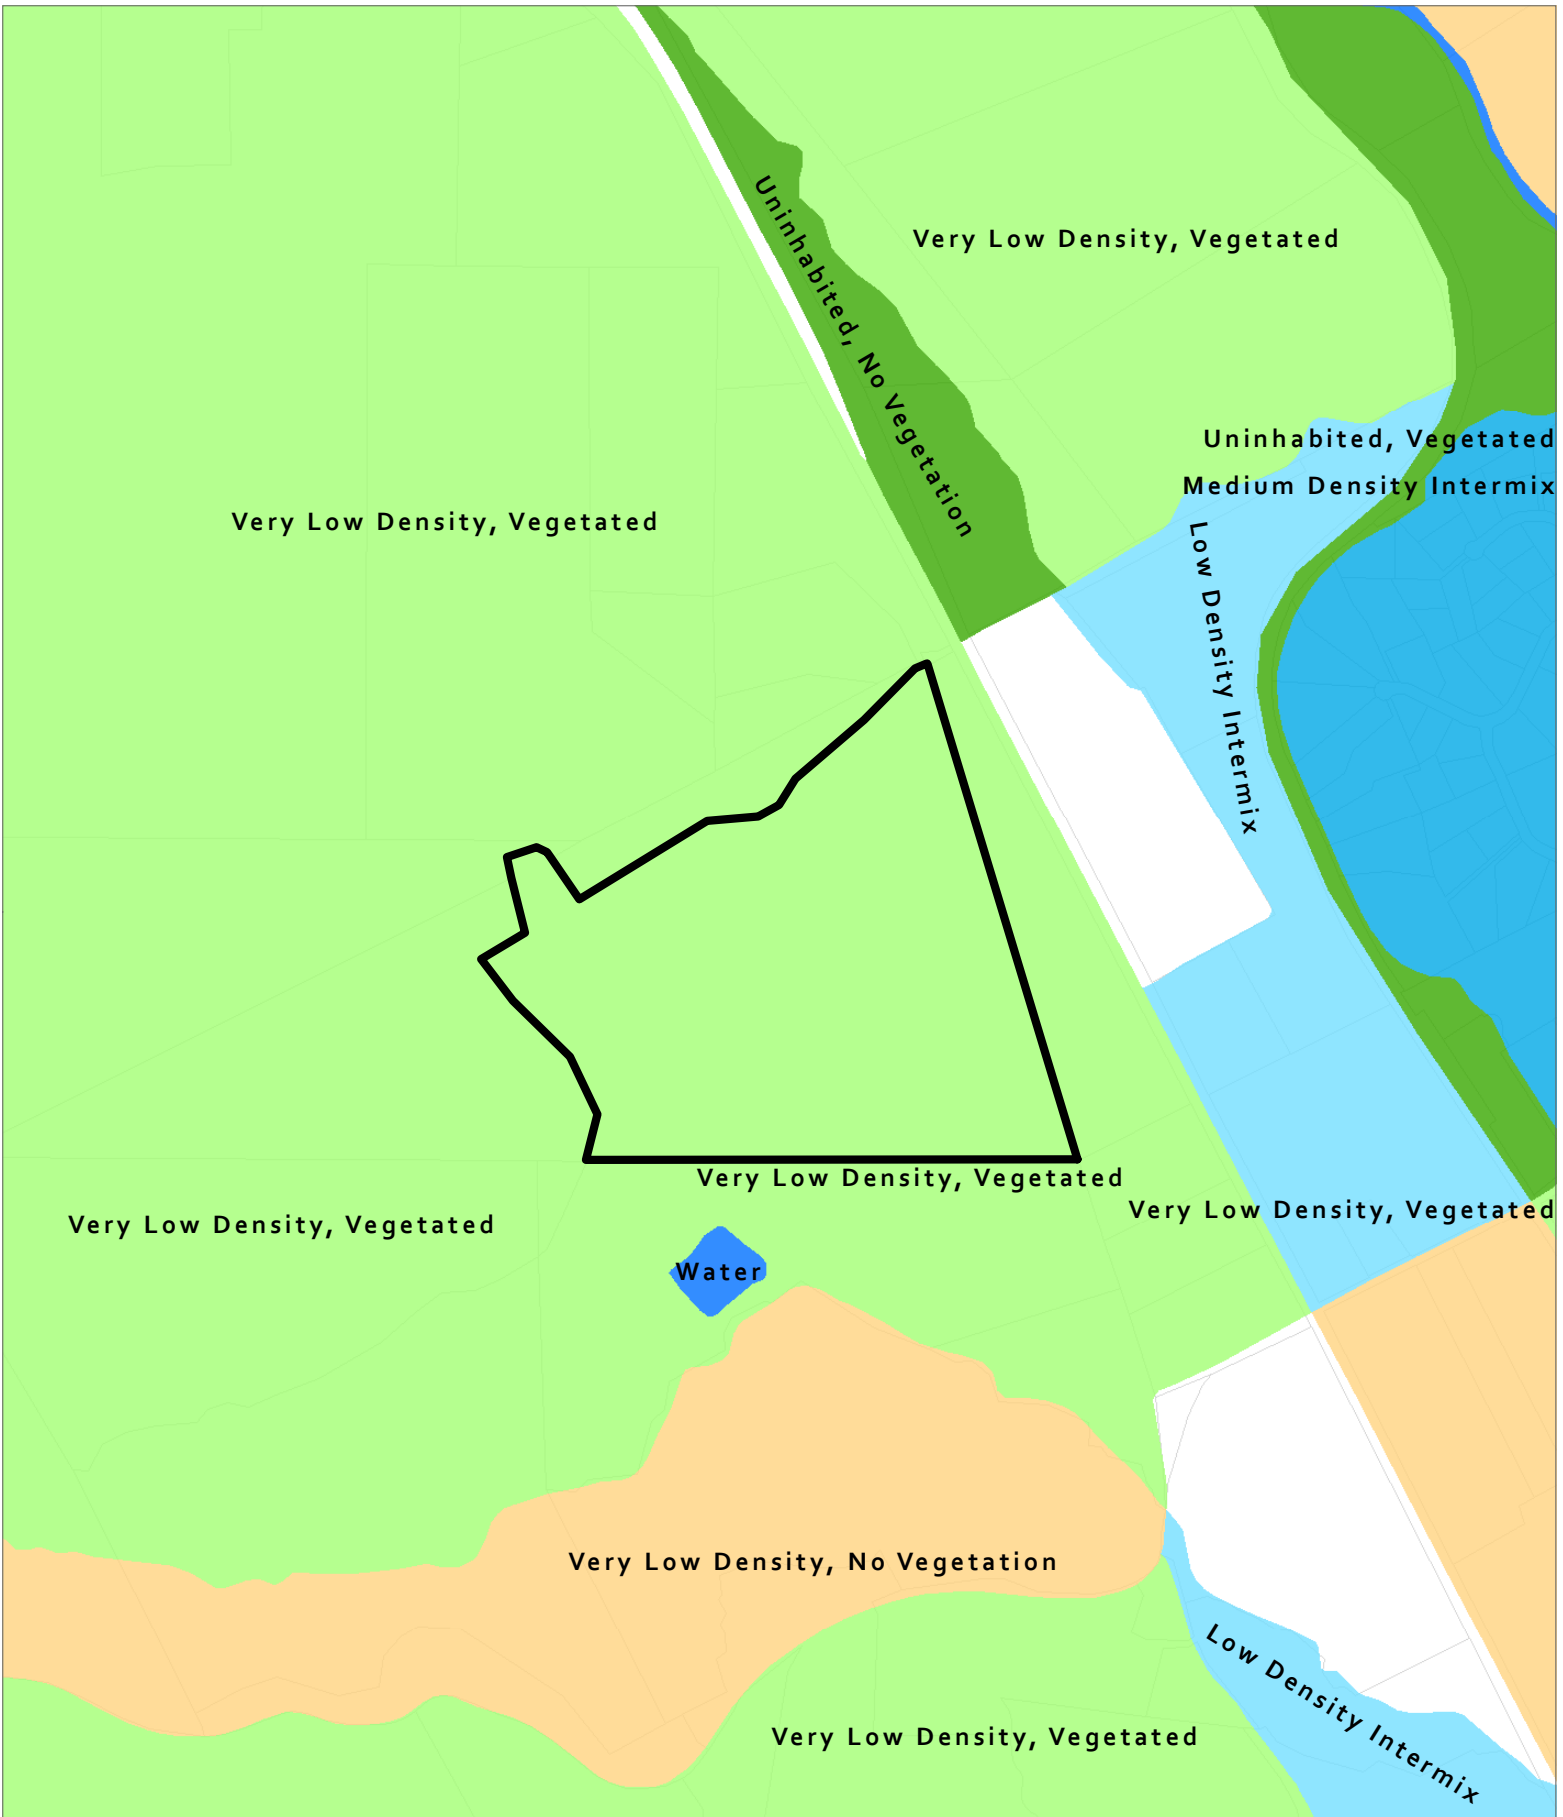 Very Low Density, Vegetated
Uninhabited, No Vegetation
Uninhabited, Vegetated
Medium Density Intermix
Very Low Density, Vegetated
Low Density Intermix
Very Low Density, Vegetated
Very Low Density, Vegetated
Very Low Density, Vegetated
Water
Very Low Density, No Vegetation
Low Density Intermix
Very Low Density, Vegetated